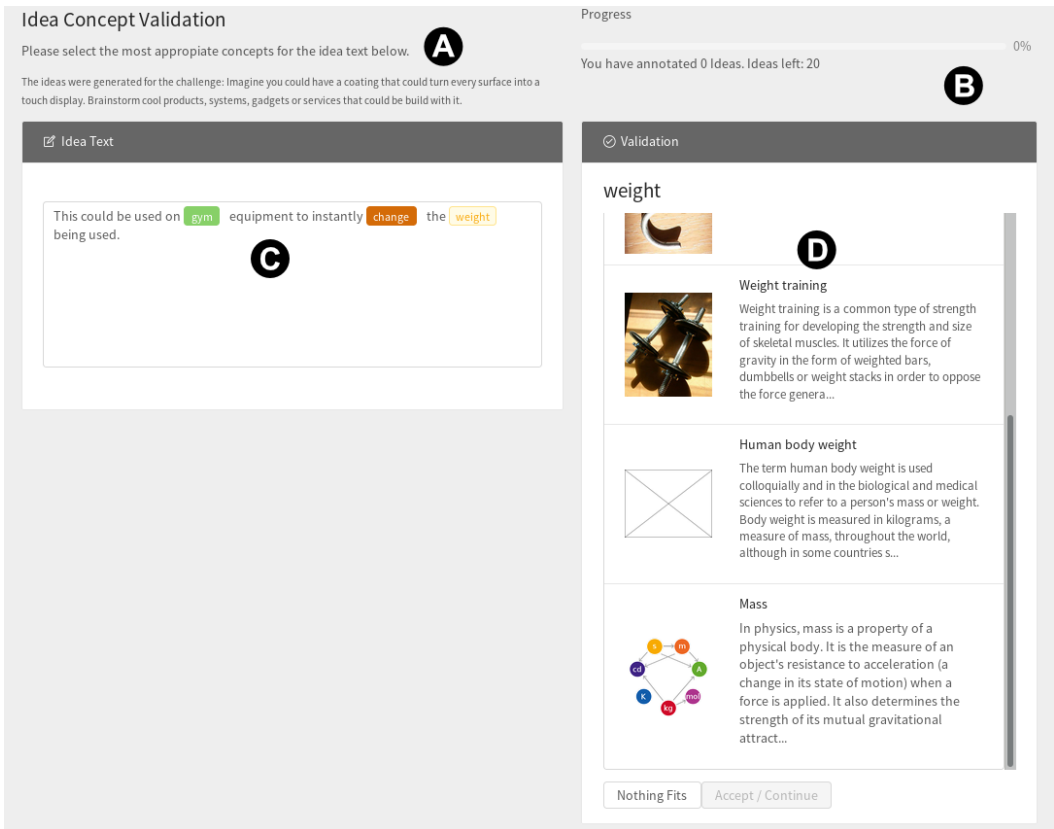 Idea Concept Validation
Please select the most appropiate concepts for the idea text below.
A
The ideas were generated for the challenge: Imagine you could have a coating that could turn every surface into a
touch display. Brainstorm cool products, systems, gadgets or services that could be build with it.
Progress
0%
You have annotated 0 Ideas. Ideas left: 20
B
Idea Text
This could be used on gym equipment to instantly change the weight
being used.
C
Validation
weight
D
Weight training
Weight training is a common type of strength
training for developing the strength and size
of skeletal muscles. It utilizes the force of
gravity in the form of weighted bars,
dumbbells or weight stacks in order to oppose
the force genera...
Human body weight
The term human body weight is used
colloquially and in the biological and medical
sciences to refer to a person's mass or weight.
Body weight is measured in kilograms, a
measure of mass, throughout the world,
although in some countries s...
Mass
In physics, mass is a property of a
physical body. It is the measure of an
object's resistance to acceleration (a
change in its state of motion) when a
force is applied. It also determines the
strength of its mutual gravitational
attract...
s
m
cd
A
K
mol
kg
Nothing Fits
Accept / Continue